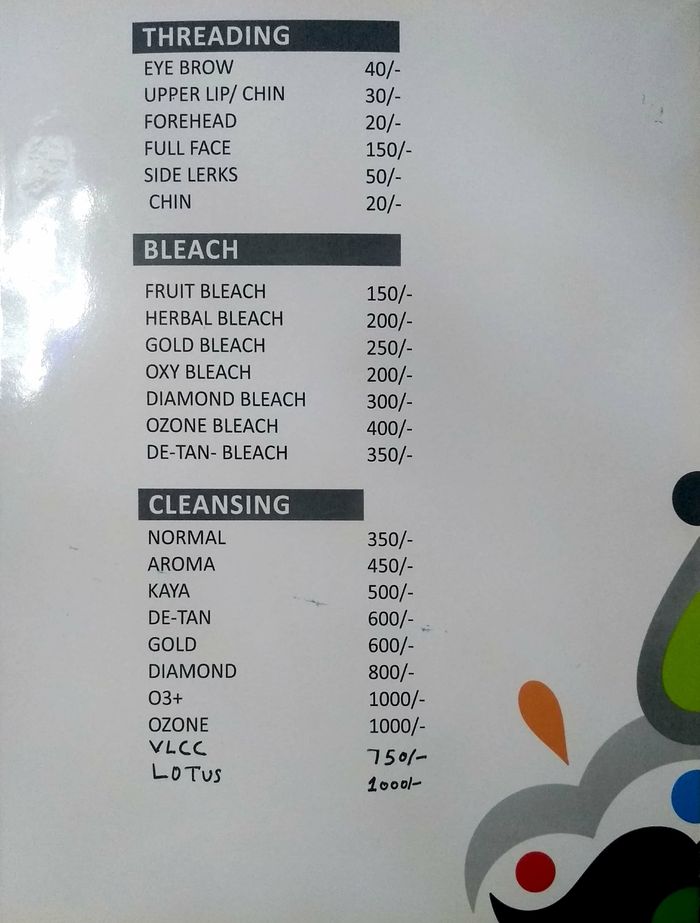 THREADING
EYE BROW 40/-
UPPER LIP/ CHIN 30/-
FOREHEAD 20/-
FULL FACE 150/-
SIDE LERKS 50/-
CHIN 20/-
BLEACH
FRUIT BLEACH 150/-
HERBAL BLEACH 200/-
GOLD BLEACH 250/-
OXY BLEACH 200/-
DIAMOND BLEACH 300/-
OZONE BLEACH 400/-
DE-TAN- BLEACH 350/-
CLEANSING
NORMAL 350/-
AROMA 450/-
KAYA 500/-
DE-TAN 600/-
GOLD 600/-
DIAMOND 800/-
O3+ 1000/-
OZONE 1000/-
VLCC 750/-
LOTUS 1000/-